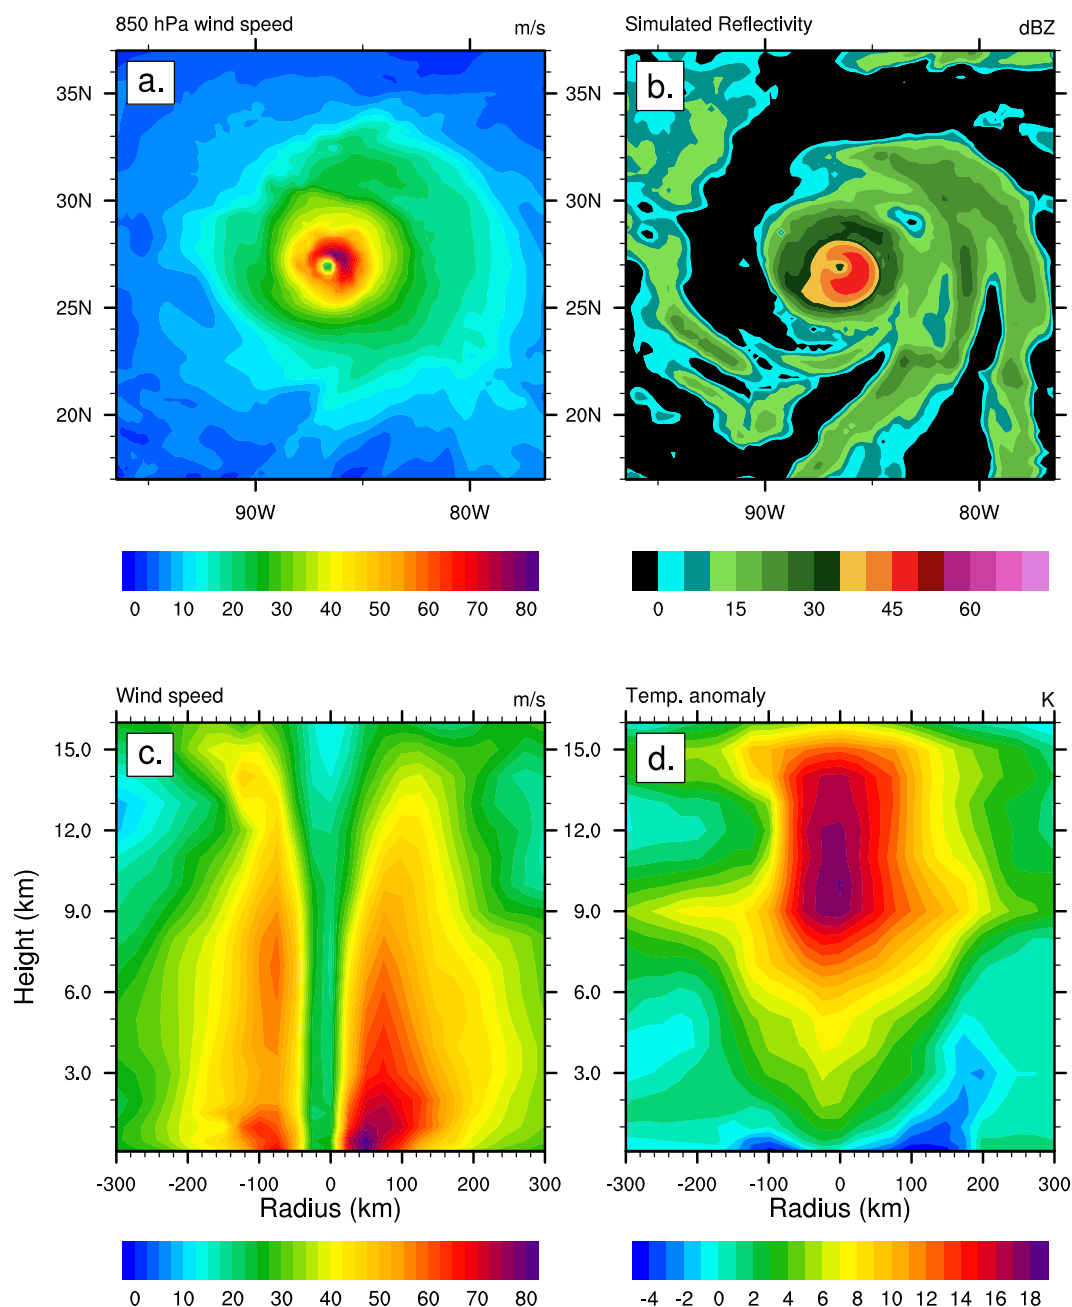 850 hPa wind speed m/s
a.
35N
30N
25N
20N
90W 80W
0 10 20 30 40 50 60 70 80
Simulated Reflectivity dBZ
b.
35N
30N
25N
20N
90W 80W
0 15 30 45 60
Wind speed m/s
c.
15.0
12.0
9.0
6.0
3.0
Height (km)
-300 -200 -100 0 100 200 300
Radius (km)
0 10 20 30 40 50 60 70 80
Temp. anomaly K
d.
15.0
12.0
9.0
6.0
3.0
-300 -200 -100 0 100 200 300
Radius (km)
-4 -2 0 2 4 6 8 10 12 14 16 18